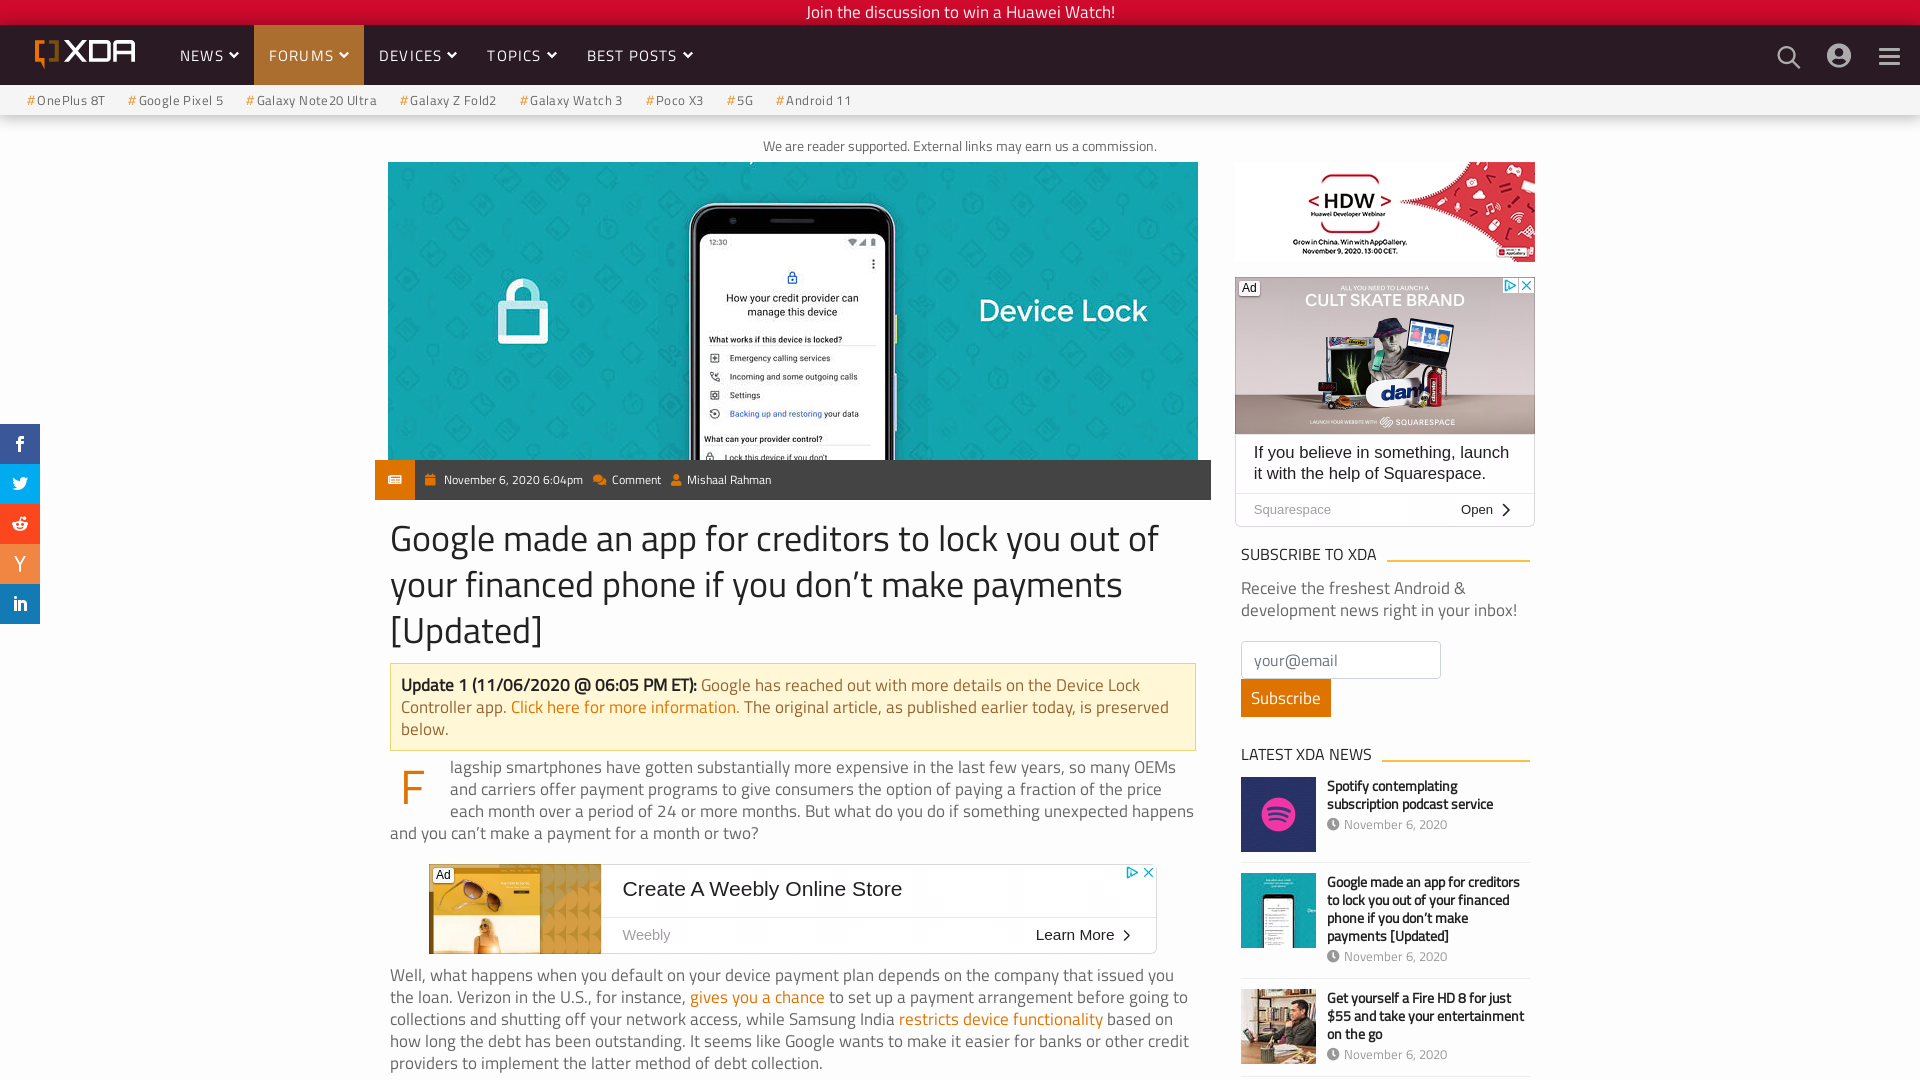 Join the discussion to win a Huawei Watch!
XDA
NEWS
FORUMS
DEVICES
TOPICS
BEST POSTS
#OnePlus 8T
#Google Pixel 5
#Galaxy Note20 Ultra
#Galaxy Z Fold2
#Galaxy Watch 3
#Poco X3
#5G
#Android 11
We are reader supported. External links may earn us a commission.
12:30
How your credit provider can
manage this device
What works if this device is locked?
Emergency calling services
Incoming and some outgoing calls
Settings
Backing up and restoring your data
What can your provider control?
Lock this device if you don't
Device Lock
November 6, 2020 6:04pm
Comment
Mishaal Rahman
Google made an app for creditors to lock you out of
your financed phone if you don’t make payments
[Updated]
Update 1 (11/06/2020 @ 06:05 PM ET): Google has reached out with more details on the Device Lock
Controller app. Click here for more information. The original article, as published earlier today, is preserved
below.
Flagship smartphones have gotten substantially more expensive in the last few years, so many OEMs
and carriers offer payment programs to give consumers the option of paying a fraction of the price
each month over a period of 24 or more months. But what do you do if something unexpected happens
and you can’t make a payment for a month or two?
Ad
Create A Weebly Online Store
Weebly
Learn More
Well, what happens when you default on your device payment plan depends on the company that issued you
the loan. Verizon in the U.S., for instance, gives you a chance to set up a payment arrangement before going to
collections and shutting off your network access, while Samsung India restricts device functionality based on
how long the debt has been outstanding. It seems like Google wants to make it easier for banks or other credit
providers to implement the latter method of debt collection.
<HDW>
Huawei Developer Webinar
Grow in China. Win with AppGallery.
November 9, 2020. 13:00 CET.
AppGallery
Ad
ALL YOU NEED TO LAUNCH A
CULT SKATE BRAND
LAUNCH YOUR WEBSITE WITH SQUARESPACE
If you believe in something, launch
it with the help of Squarespace.
Squarespace
Open
SUBSCRIBE TO XDA
Receive the freshest Android &
development news right in your inbox!
your@email
Subscribe
LATEST XDA NEWS
Spotify contemplating
subscription podcast service
November 6, 2020
Google made an app for creditors
to lock you out of your financed
phone if you don’t make
payments [Updated]
November 6, 2020
Get yourself a Fire HD 8 for just
$55 and take your entertainment
on the go
November 6, 2020